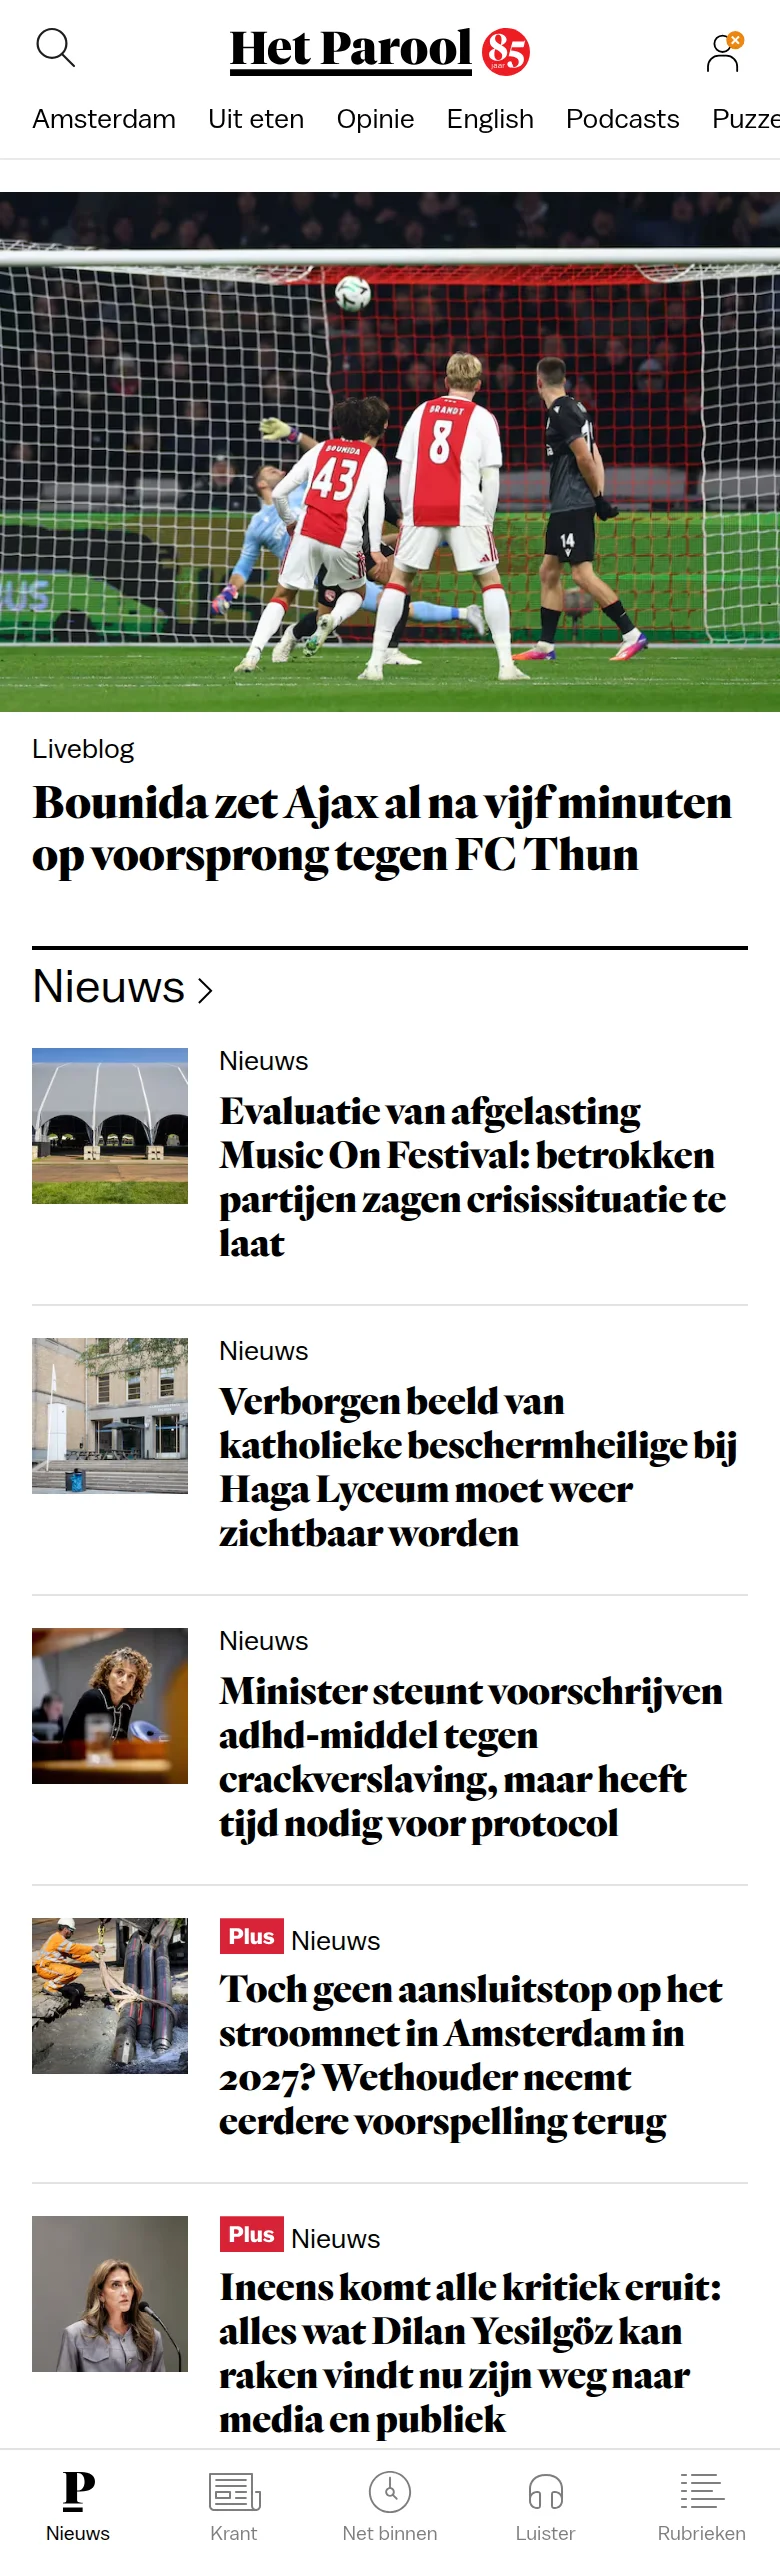 Het Parool 85 jaar
Amsterdam Uit eten Opinie English Podcasts Puzze
BOUNIDA
43
BRANDT
8
14
Liveblog
Bounida zet Ajax al na vijf minuten
op voorsprong tegen FC Thun
Nieuws
Nieuws
Evaluatie van afgelasting
Music On Festival: betrokken
partijen zagen crisissituatie te
laat
Nieuws
Verborgen beeld van
katholieke beschermheilige bij
Haga Lyceum moet weer
zichtbaar worden
Nieuws
Minister steunt voorschrijven
adhd-middel tegen
crackverslaving, maar heeft
tijd nodig voor protocol
Plus Nieuws
Toch geen aansluitstop op het
stroomnet in Amsterdam in
2027? Wethouder neemt
eerdere voorspelling terug
Plus Nieuws
Ineens komt alle kritiek eruit:
alles wat Dilan Yesilgöz kan
raken vindt nu zijn weg naar
media en publiek
P
Nieuws Krant Net binnen Luister Rubrieken